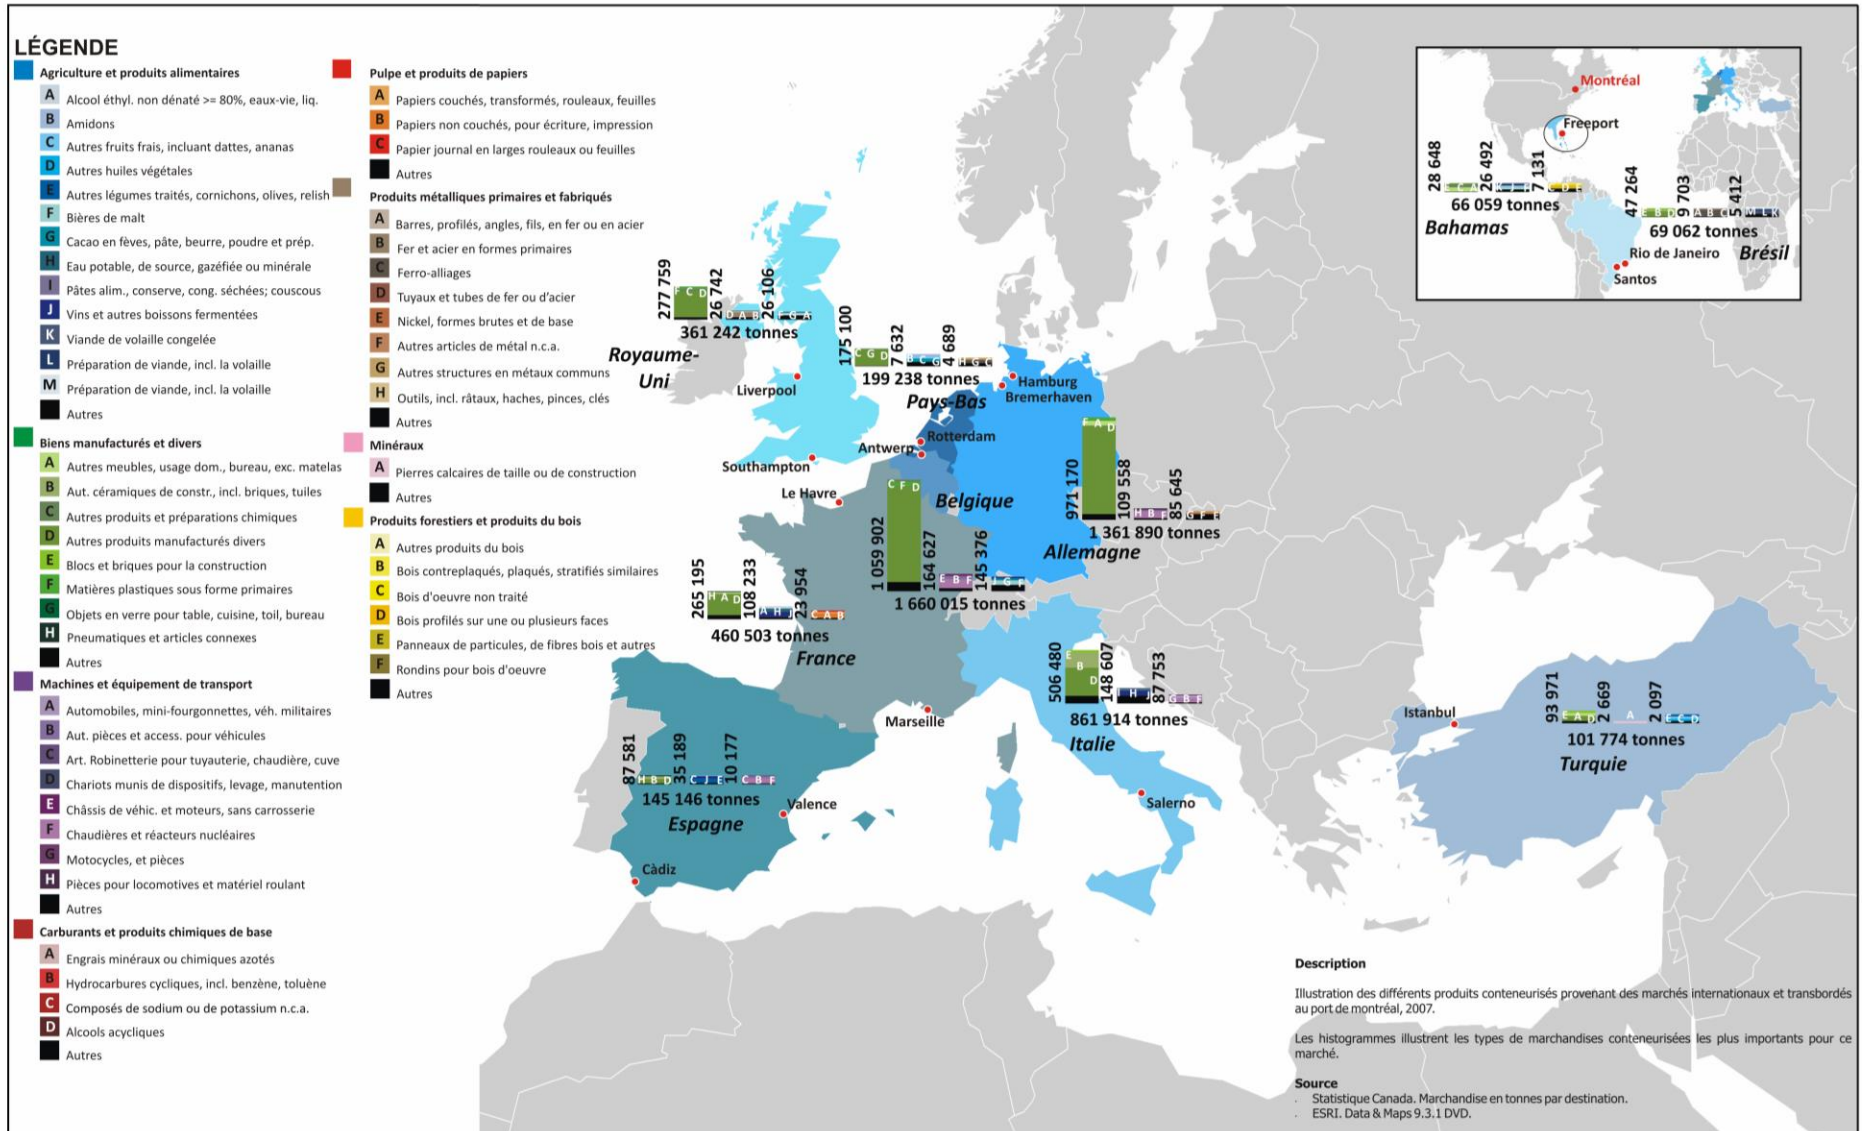 LÉGENDE
Agriculture et produits alimentaires
A Alcool éthyl. non dénaté >= 80%, eaux-vie, liq.
B Amidons
C Autres fruits frais, incluant dattes, ananas
D Autres huiles végétales
E Autres légumes traités, cornichons, olives, relish
F Bières de malt
G Cacao en fèves, pâte, beurre, poudre et prép.
H Eau potable, de source, gazéfiée ou minérale
I Pâtes alim., conserve, cong. séchées; couscous
J Vins et autres boissons fermentées
K Viande de volaille congelée
L Préparation de viande, incl. la volaille
M Préparation de viande, incl. la volaille
Autres
Biens manufacturés et divers
A Autres meubles, usage dom., bureau, exc. matelas
B Aut. céramiques de constr., incl. briques, tuiles
C Autres produits et préparations chimiques
D Autres produits manufacturés divers
E Blocs et briques pour la construction
F Matières plastiques sous forme primaires
G Objets en verre pour table, cuisine, toil, bureau
H Pneumatiques et articles connexes
Autres
Machines et équipement de transport
A Automobiles, mini-fourgonnettes, véh. militaires
B Aut. pièces et access. pour véhicules
C Art. Robinetterie pour tuyauterie, chaudière, cuve
D Chariots munis de dispositifs, levage, manutention
E Châssis de véhic. et moteurs, sans carrosserie
F Chaudières et réacteurs nucléaires
G Motocycles, et pièces
H Pièces pour locomotives et matériel roulant
Autres
Carburants et produits chimiques de base
A Engrais minéraux ou chimiques azotés
B Hydrocarbures cycliques, incl. benzène, toluène
C Composés de sodium ou de potassium n.c.a.
D Alcools acycliques
Autres
Pulpe et produits de papiers
A Papiers couchés, transformés, rouleaux, feuilles
B Papiers non couchés, pour écriture, impression
C Papier journal en larges rouleaux ou feuilles
Autres
Produits métalliques primaires et fabriqués
A Barres, profilés, angles, fils, en fer ou en acier
B Fer et acier en formes primaires
C Ferro-alliages
D Tuyaux et tubes de fer ou d'acier
E Nickel, formes brutes et de base
F Autres articles de métal n.c.a.
G Autres structures en métaux communs
H Outils, incl. râtaux, haches, pinces, clés
Autres
Minéraux
A Pierres calcaires de taille ou de construction
Autres
Produits forestiers et produits du bois
A Autres produits du bois
B Bois contreplaqués, plaqués, stratifiés similaires
C Bois d'oeuvre non traité
D Bois profilés sur une ou plusieurs faces
E Panneaux de particules, de fibres bois et autres
F Rondins pour bois d'oeuvre
Autres
277 759 F C D 26 742 D A B 26 106 F G A
361 242 tonnes
Royaume-
Uni
Liverpool
Southampton
175 100 C G D 7 632 B C G 4 689 H G C
199 238 tonnes
Pays-Bas
Hamburg
Bremerhaven
Rotterdam
Antwerp
Le Havre
1 059 902 C F D 164 627 E B F 145 376 G F
1 660 015 tonnes
Belgique
971 170 F A D 109 558 H B F 85 645 G F E
1 361 890 tonnes
Allemagne
265 195 H A D 108 233 A H J 23 954 C A B
460 503 tonnes
France
Marseille
506 480 E B D 148 607 H J 87 753 G B F
861 914 tonnes
Italie
Salerno
87 581 H B D 35 189 C J E 10 177 C B F
145 146 tonnes
Espagne
Valence
Càdiz
Istanbul
93 971 E A D 2 669 A 2 097 E C D
101 774 tonnes
Turquie
Montréal
Freeport
28 648 C A 26 492 K J 7 131 C D E
66 059 tonnes
Bahamas
47 264 E B D 9 703 A B C 5 412 M L K
69 062 tonnes
Brésil
Rio de Janeiro
Santos
Description
Illustration des différents produits conteneurisés provenant des marchés internationaux et transbordés
au port de montréal, 2007.
Les histogrammes illustrent les types de marchandises conteneurisées les plus importants pour ce
marché.
Source
. Statistique Canada. Marchandise en tonnes par destination.
. ESRI. Data & Maps 9.3.1 DVD.